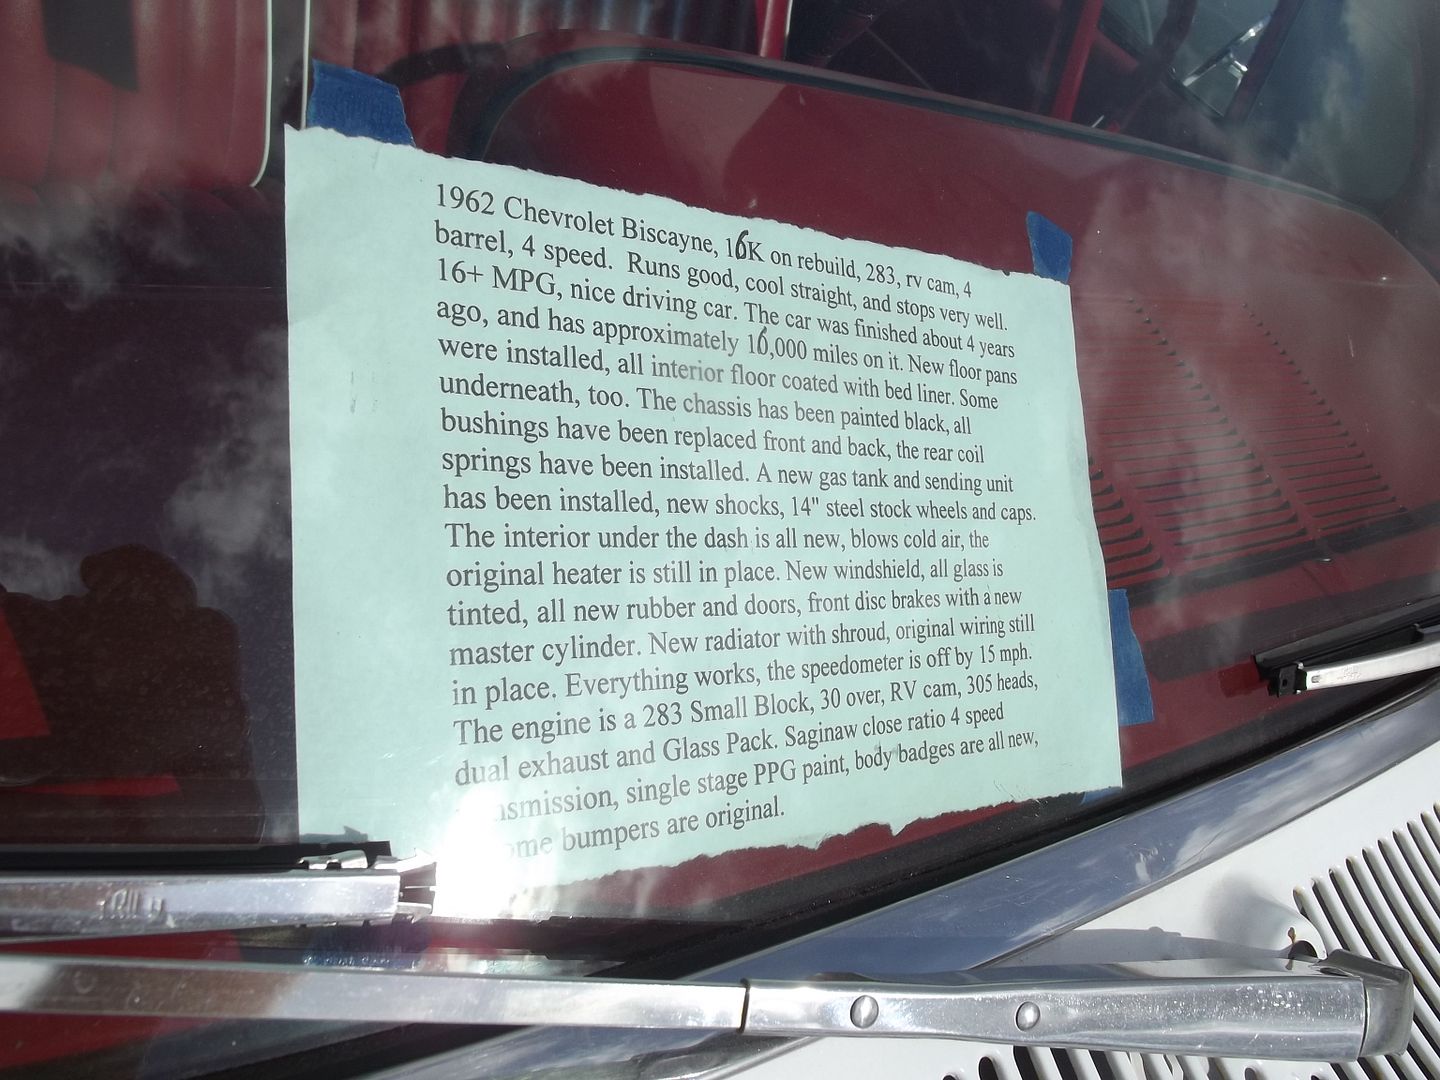 1962 Chevrolet Biscayne, 16K on rebuild, 283, rv cam, 4
barrel, 4 speed. Runs good, cool straight, and stops very well.
16+ MPG, nice driving car. The car was finished about 4 years
ago, and has approximately 16,000 miles on it. New floor pans
were installed, all interior floor coated with bed liner. Some
underneath, too. The chassis has been painted black, all
bushings have been replaced front and back, the rear coil
springs have been installed. A new gas tank and sending unit
has been installed, new shocks, 14" steel stock wheels and caps.
The interior under the dash is all new, blows cold air, the
original heater is still in place. New windshield, all glass is
tinted, all new rubber and doors, front disc brakes with a new
master cylinder. New radiator with shroud, original wiring still
in place. Everything works, the speedometer is off by 15 mph.
The engine is a 283 Small Block, 30 over, RV cam, 305 heads,
dual exhaust and Glass Pack. Saginaw close ratio 4 speed
transmission, single stage PPG paint, body badges are all new,
bumpers are original.